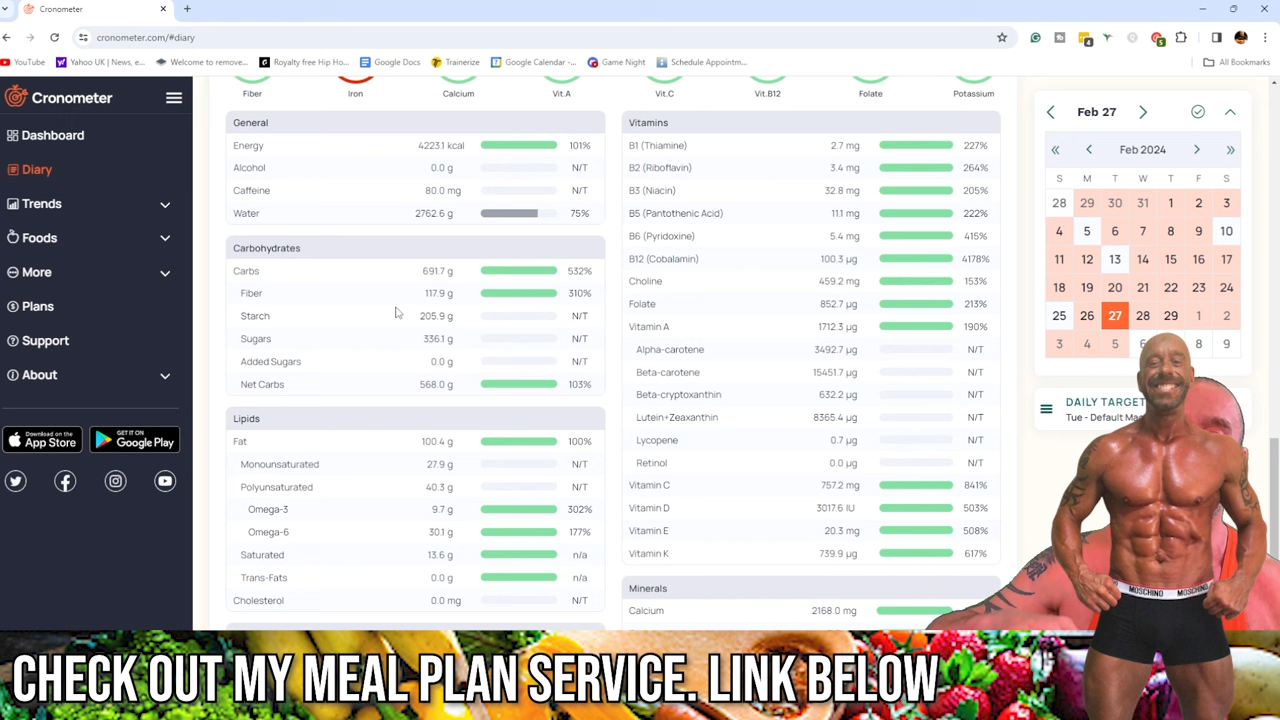 Cronometer
cronometer.com/#diary
YouTube
Yahoo UK | News, e...
Welcome to remove...
Royalty free Hip Ho...
Google Docs
Trainerize
Google Calendar -...
Game Night
Schedule Appointm...
All Bookmarks
Cronometer
Dashboard
Diary
Trends
Foods
More
Plans
Support
About
Download on the
App Store
GET IT ON
Google Play
Fiber Iron Calcium Vit.A Vit.C Vit.B12 Folate Potassium
General
Energy 4223.1 kcal 101%
Alcohol 0.0 g N/T
Caffeine 80.0 mg N/T
Water 2762.6 g 75%
Carbohydrates
Carbs 691.7 g 532%
Fiber 117.9 g 310%
Starch 205.9 g N/T
Sugars 336.1 g N/T
Added Sugars 0.0 g N/T
Net Carbs 568.0 g 103%
Lipids
Fat 100.4 g 100%
Monounsaturated 27.9 g N/T
Polyunsaturated 40.3 g N/T
Omega-3 9.7 g 302%
Omega-6 30.1 g 177%
Saturated 13.6 g n/a
Trans-Fats 0.0 g n/a
Cholesterol 0.0 mg N/T
Vitamins
B1 (Thiamine) 2.7 mg 227%
B2 (Riboflavin) 3.4 mg 264%
B3 (Niacin) 32.8 mg 205%
B5 (Pantothenic Acid) 11.1 mg 222%
B6 (Pyridoxine) 5.4 mg 415%
B12 (Cobalamin) 100.3 µg 4178%
Choline 459.2 mg 153%
Folate 852.7 µg 213%
Vitamin A 1712.3 µg 190%
Alpha-carotene 3492.7 µg N/T
Beta-carotene 15451.7 µg N/T
Beta-cryptoxanthin 632.2 µg N/T
Lutein+Zeaxanthin 8365.4 µg N/T
Lycopene 0.7 µg N/T
Retinol 0.0 µg N/T
Vitamin C 757.2 mg 841%
Vitamin D 3017.6 IU 503%
Vitamin E 20.3 mg 508%
Vitamin K 739.9 µg 617%
Minerals
Calcium 2168.0 mg
Feb 27
Feb 2024
S M T W T F S
28 29 30 31 1 2 3
4 5 6 7 8 9 10
11 12 13 14 15 16 17
18 19 20 21 22 23 24
25 26 27 28 29 1 2
3 4 5 8 9
DAILY TARGET
Tue - Default Ma
MOSCHINO MOSCHINO
CHECK OUT MY MEAL PLAN SERVICE. LINK BELOW